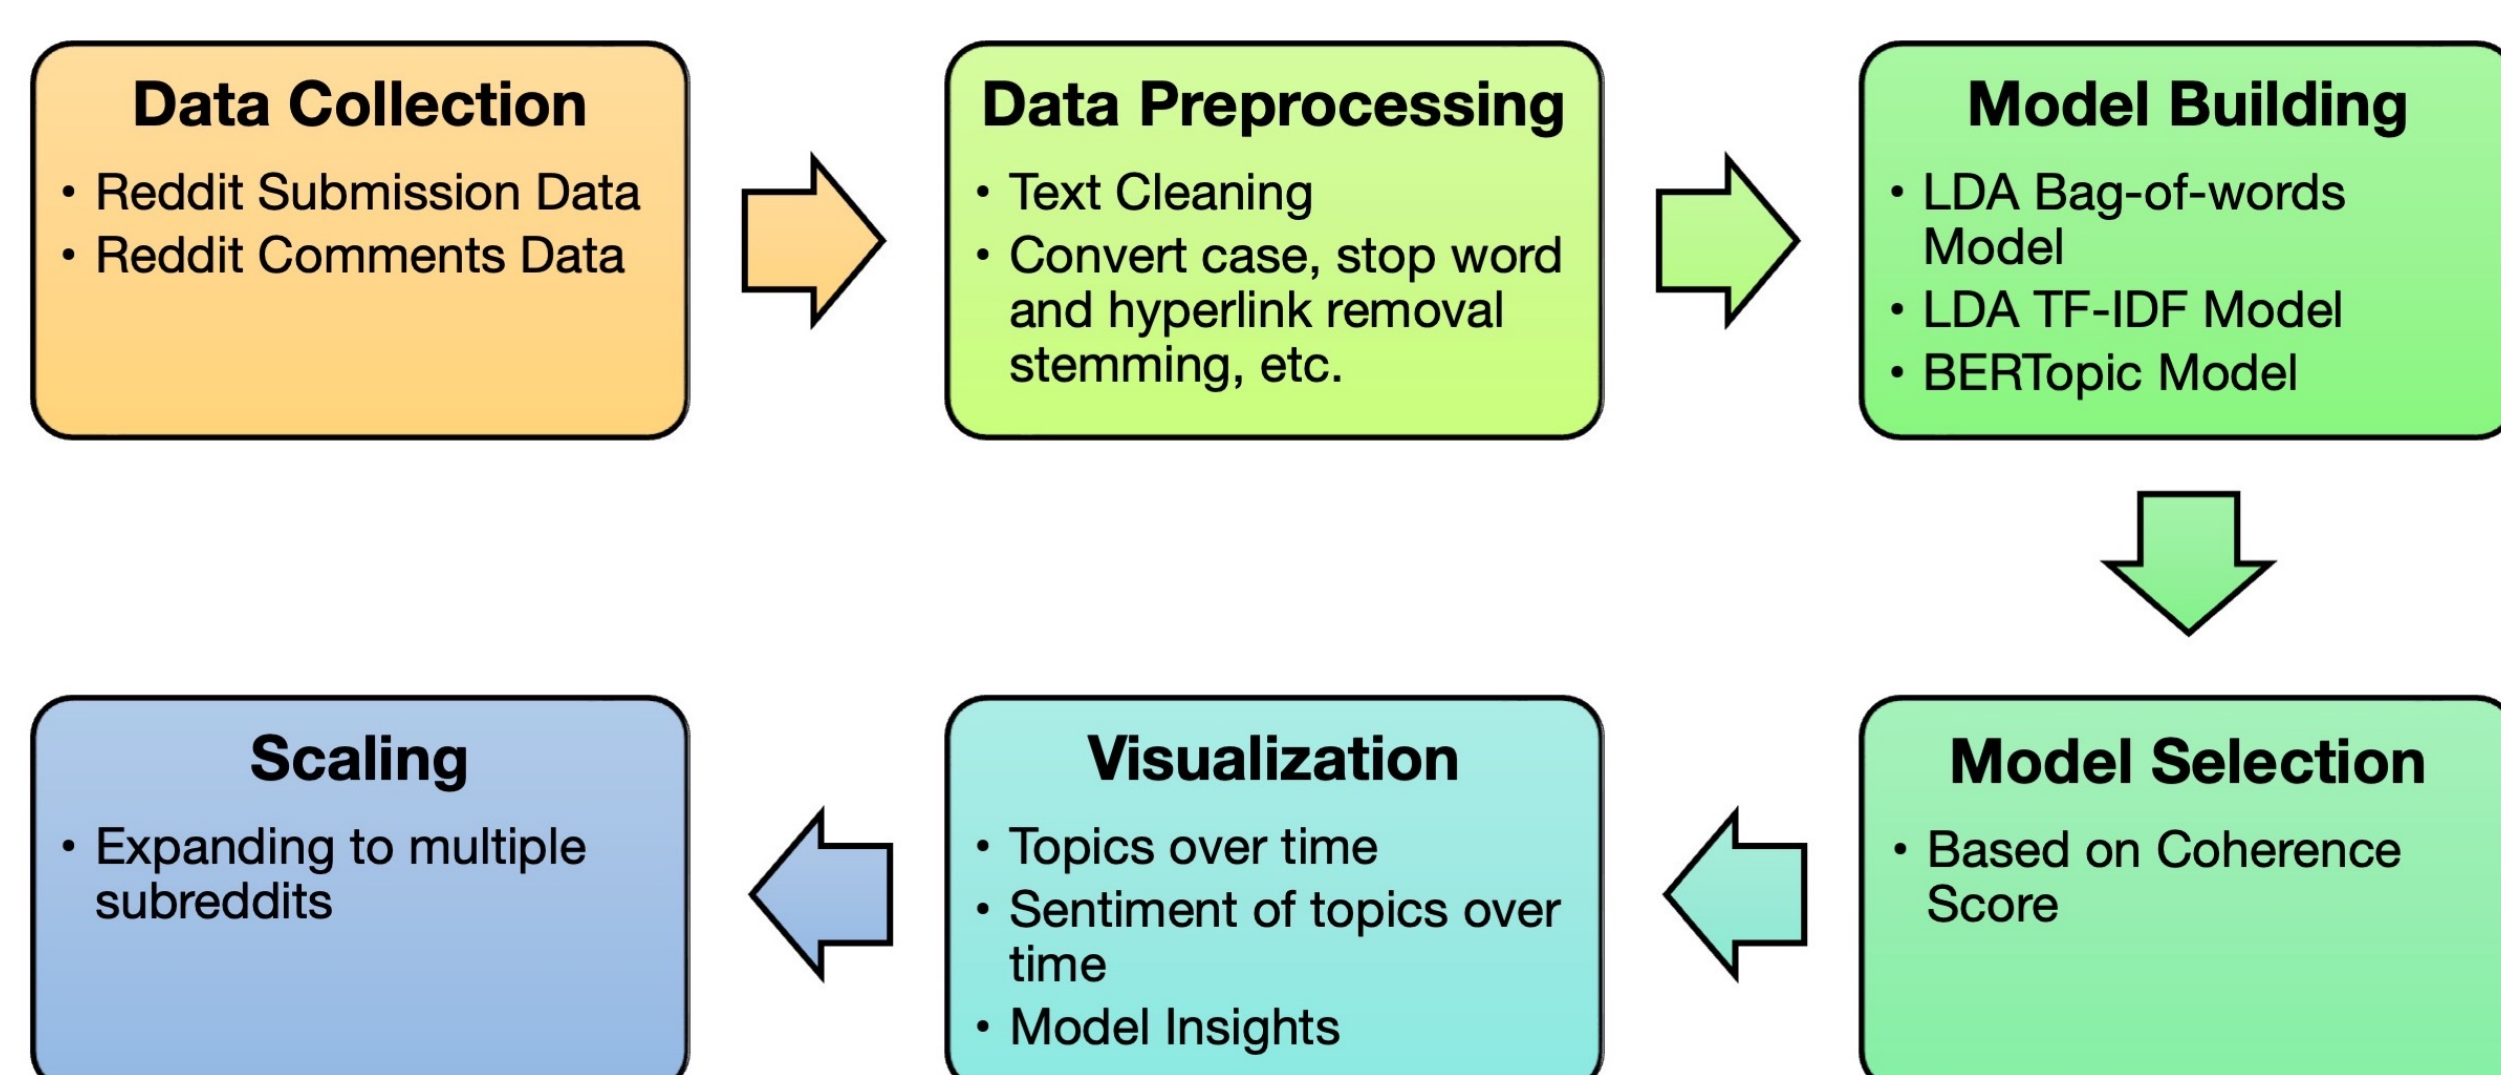 Data Collection
• Reddit Submission Data
• Reddit Comments Data
Data Preprocessing
• Text Cleaning
• Convert case, stop word
and hyperlink removal
stemming, etc.
Model Building
• LDA Bag-of-words
Model
• LDA TF-IDF Model
• BERTopic Model
Model Selection
• Based on Coherence
Score
Visualization
• Topics over time
• Sentiment of topics over
time
• Model Insights
Scaling
• Expanding to multiple
subreddits